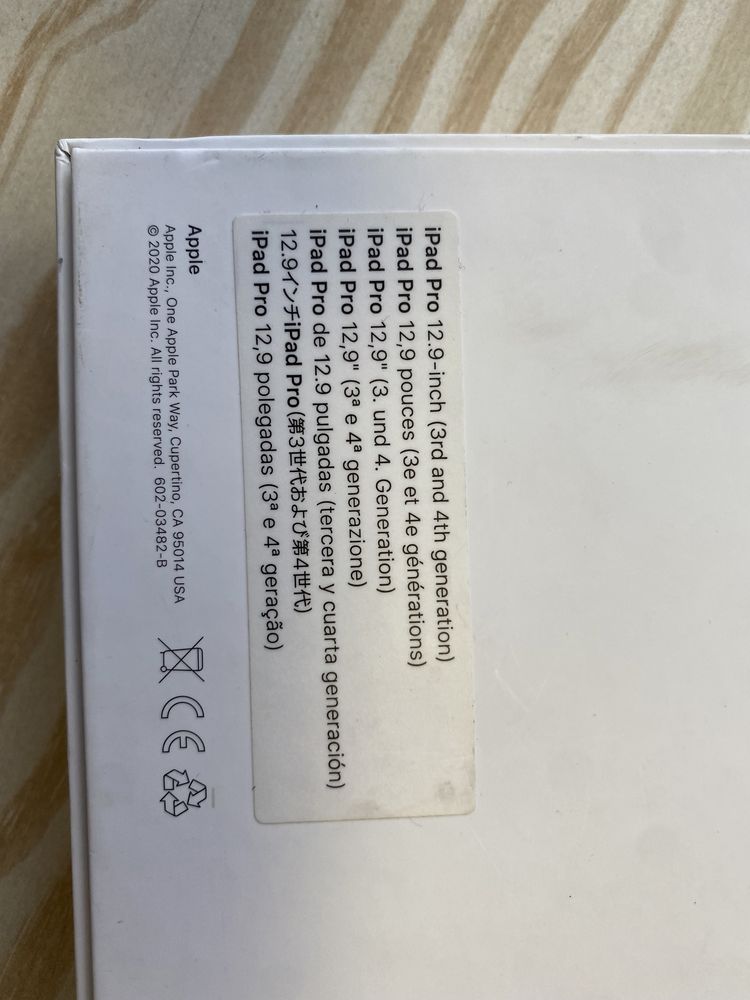 iPad Pro 12.9-inch (3rd and 4th generation)
iPad Pro 12,9 pouces (3e et 4e générations)
iPad Pro 12,9" (3. und 4. Generation)
iPad Pro 12,9" (3ª e 4ª generazione)
iPad Pro de 12.9 pulgadas (tercera y cuarta generación)
12.9インチiPad Pro(第3世代および第4世代)
iPad Pro 12,9 polegadas (3ª e 4ª geração)
Apple
Apple Inc., One Apple Park Way, Cupertino, CA 95014 USA
© 2020 Apple Inc. All rights reserved. 602-03482-B
CE